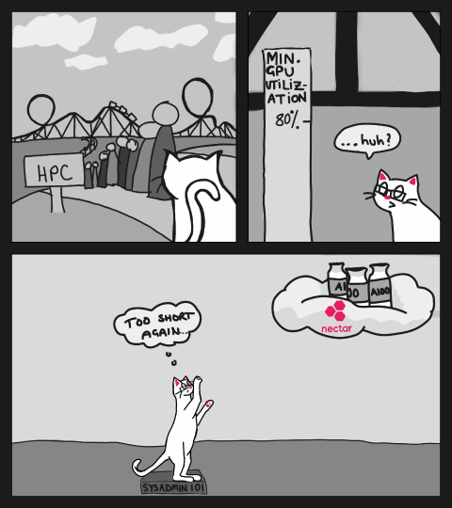 HPC
MIN.
GPU
UTILIZ-
ATION
80%
...huh?
A100
A100
nectar
TOO SHORT
AGAIN...
SYSADMIN 101